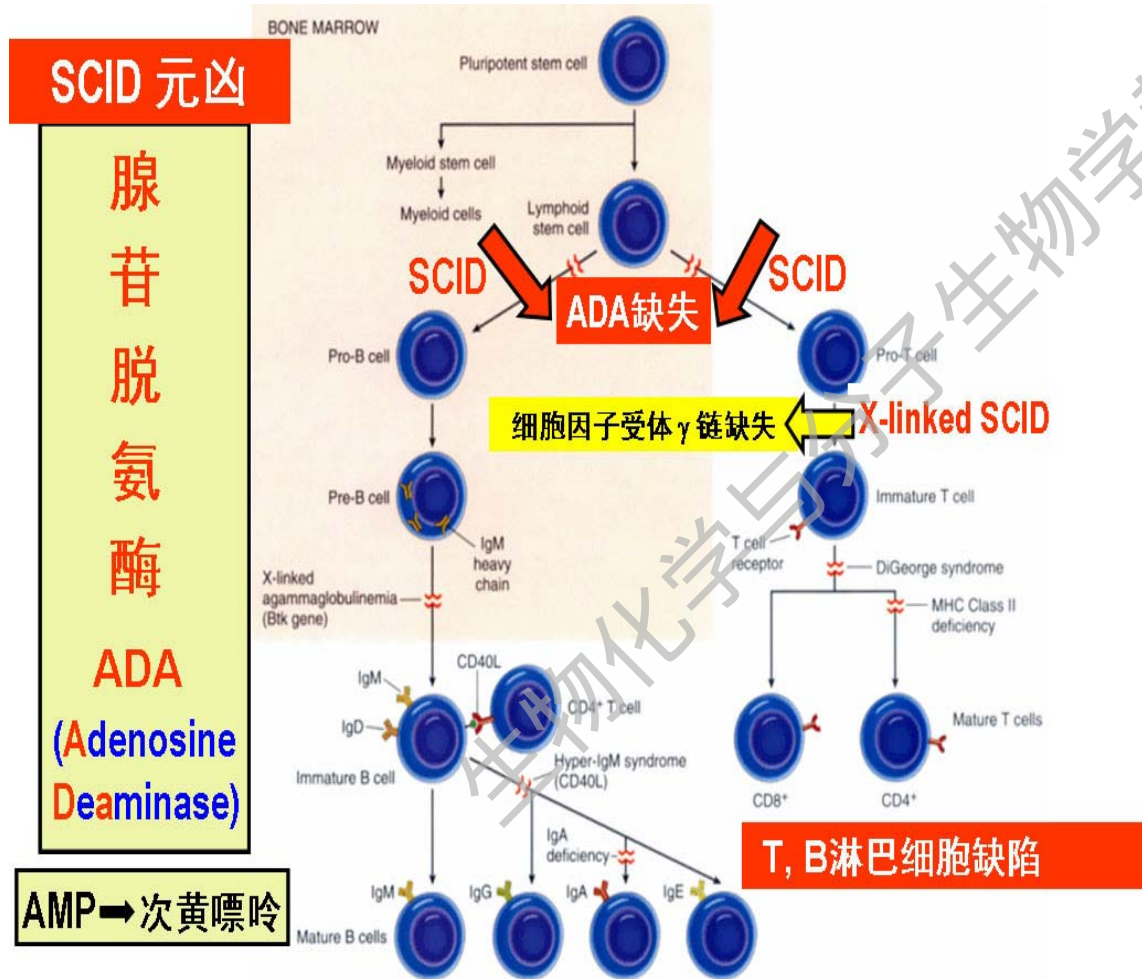 BONE MARROW
SCID 元凶
腺
苷
脱
氨
酶
ADA
(Adenosine
Deaminase)
AMP➡次黄嘌呤
Pluripotent stem cell
Myeloid stem cell
Myeloid cells
Lymphoid
stem cell
SCID
SCID
ADA缺失
Pro-B cell
Pro-T cell
细胞因子受体γ链缺失
X-linked SCID
Pre-B cell
IgM
heavy
chain
Immature T cell
T cell
receptor
DiGeorge syndrome
MHC Class II
deficiency
X-linked
agammaglobulinemia
(Btk gene)
CD40L
IgM
IgD
CD4⁺ T cell
Immature B cell
Hyper-IgM syndrome
(CD40L)
Mature T cells
CD8⁺
CD4⁺
IgA
deficiency
T, B淋巴细胞缺陷
IgM
IgG
IgA
IgE
Mature B cells
生物化学与分子生物学